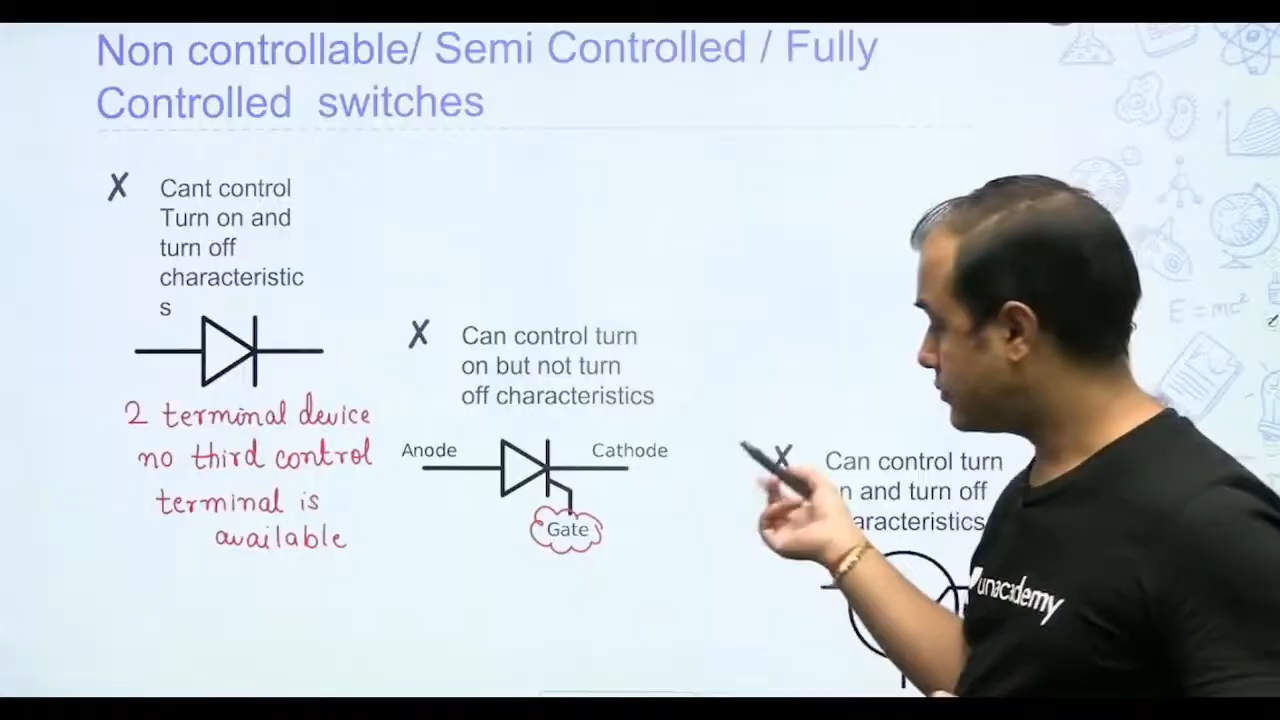 Non controllable/ Semi Controlled / Fully
Controlled switches
✗ Cant control
Turn on and
turn off
characteristic
s
2 terminal device
no third control
terminal is
available
✗ Can control turn
on but not turn
off characteristics
Anode
Cathode
Gate
✗ Can control turn
and turn off
E = mc²
unacademy